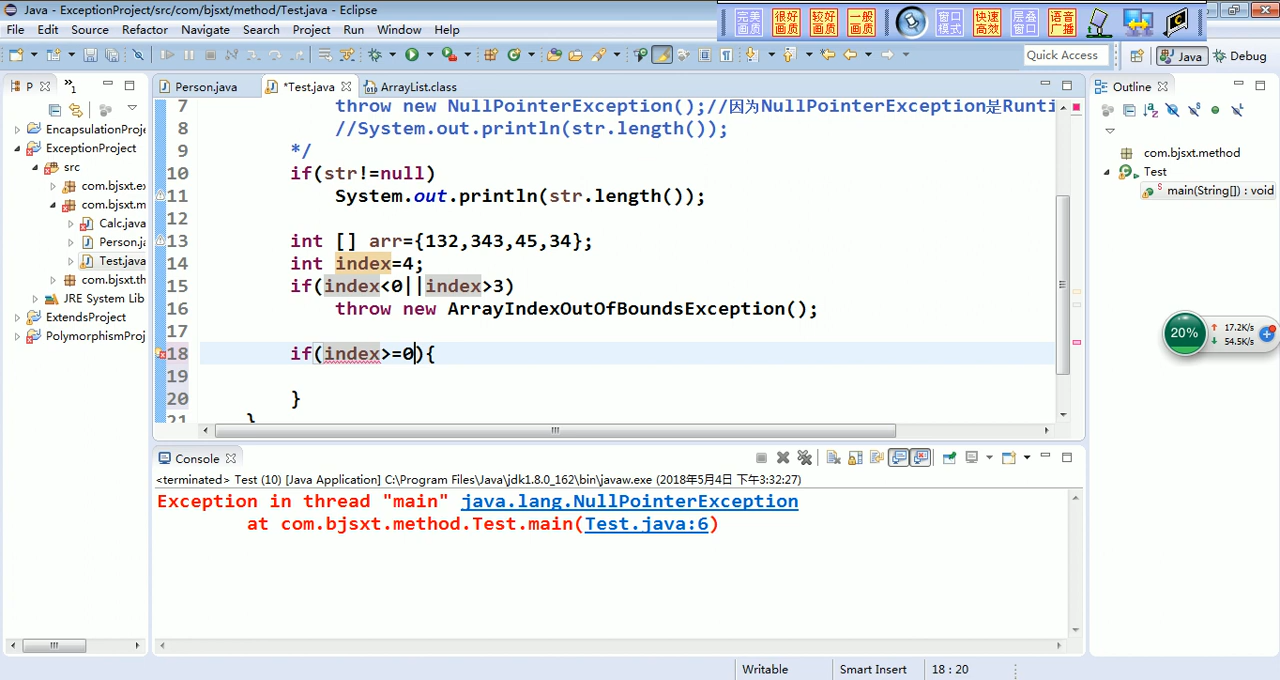 Java - ExceptionProject/src/com/bjsxt/method/Test.java - Eclipse
完美画质 很好画质 较好画质 一般画质 窗口模式 快速高效 层叠窗口 语音广播
File Edit Source Refactor Navigate Search Project Run Window Help
Quick Access Java Debug
P »1
Person.java *Test.java ArrayList.class
Outline
EncapsulationProje
ExceptionProject
src
com.bjsxt.ex
com.bjsxt.m
Calc.java
Person.ja
Test.java
com.bjsxt.th
JRE System Lib
ExtendsProject
PolymorphismProj
7 throw new NullPointerException();//因为NullPointerException是Runti
8 //System.out.println(str.length());
9 */
10 if(str!=null)
11 System.out.println(str.length());
12
13 int [] arr={132,343,45,34};
14 int index=4;
15 if(index<0||index>3)
16 throw new ArrayIndexOutOfBoundsException();
17
18 if(index>=0){
19
20 }
21 }
com.bjsxt.method
Test
main(String[]) : void
20% 17.2K/s
54.5K/s
Console
<terminated> Test (10) [Java Application] C:\Program Files\Java\jdk1.8.0_162\bin\javaw.exe (2018年5月4日 下午3:32:27)
Exception in thread "main" java.lang.NullPointerException
at com.bjsxt.method.Test.main(Test.java:6)
Writable Smart Insert 18 : 20